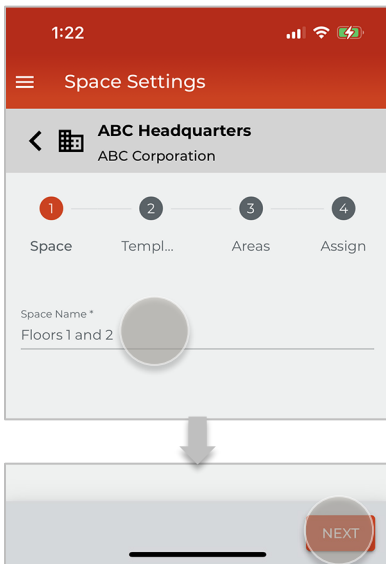 1:22
Space Settings
ABC Headquarters
ABC Corporation
1 2 3 4
Space Templ... Areas Assign
Space Name *
Floors 1 and 2
NEXT